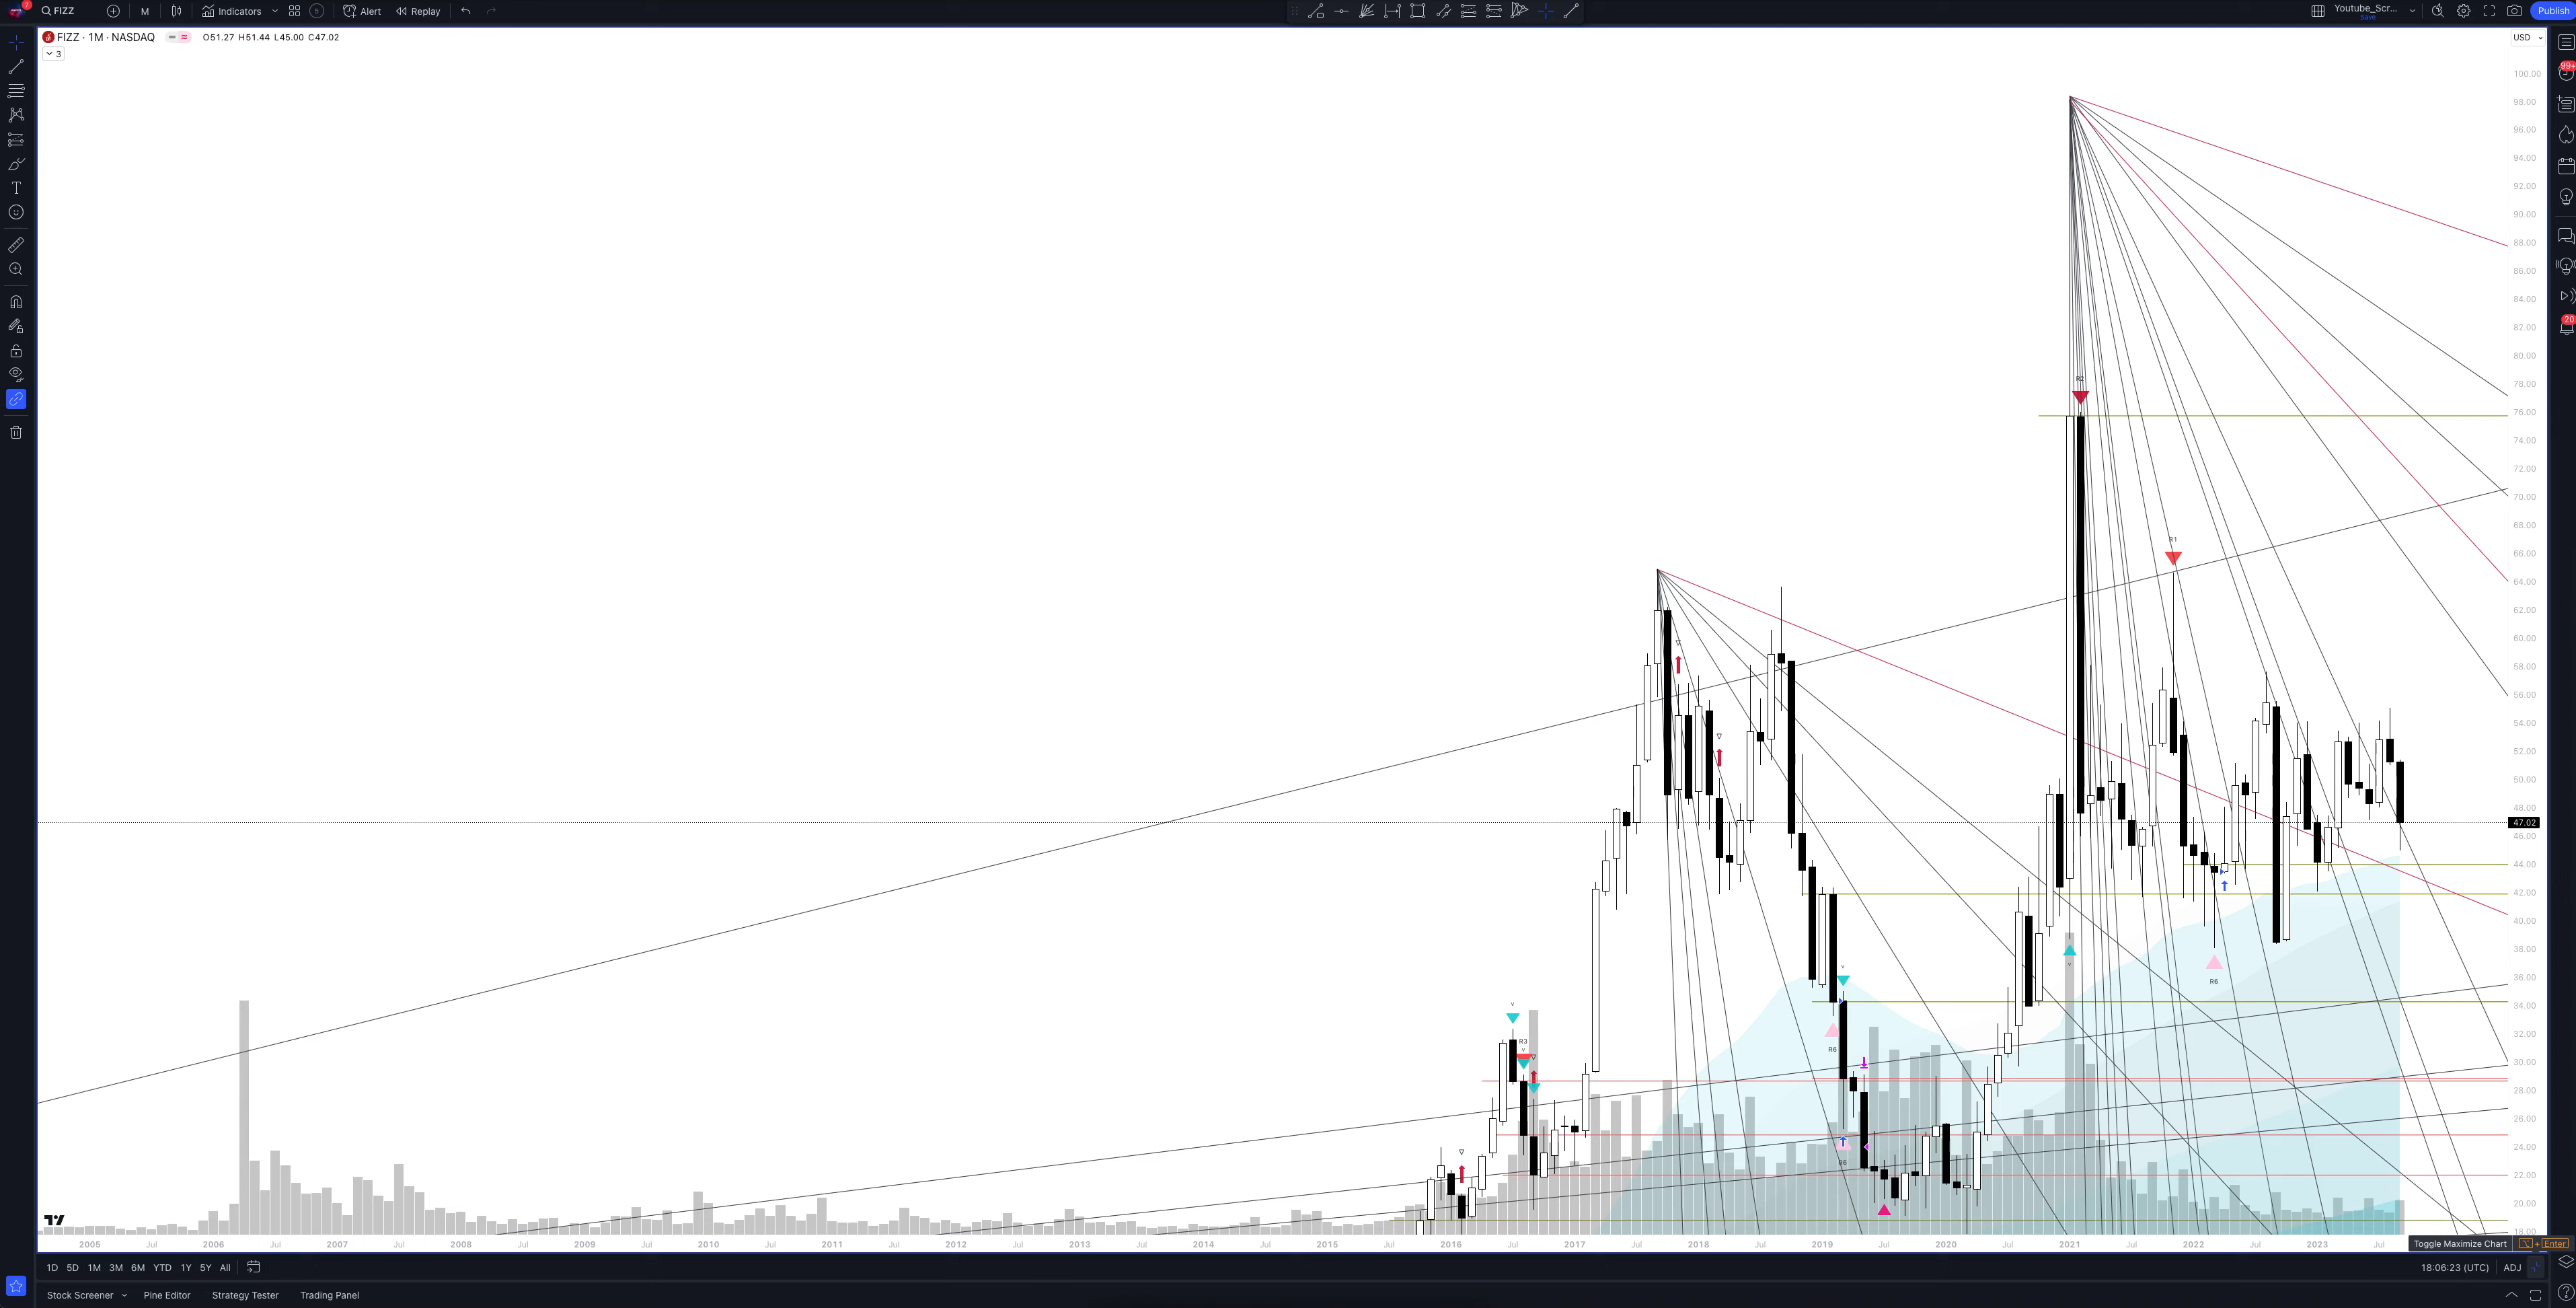 7
FIZZ
M
Indicators
5
Alert
Replay
Youtube_Scr...
Save
Publish
FIZZ · 1M · NASDAQ
O51.27 H51.44 L45.00 C47.02
3
USD
99+
20
100.00
98.00
96.00
94.00
92.00
90.00
88.00
86.00
84.00
82.00
80.00
78.00
76.00
74.00
72.00
70.00
68.00
66.00
64.00
62.00
60.00
58.00
56.00
54.00
52.00
50.00
48.00
47.02
46.00
44.00
42.00
40.00
38.00
36.00
34.00
32.00
30.00
28.00
26.00
24.00
22.00
20.00
18.00
R2
R1
R6
R6
R3
R6
2005 Jul 2006 Jul 2007 Jul 2008 Jul 2009 Jul 2010 Jul 2011 Jul 2012 Jul 2013 Jul 2014 Jul 2015 Jul 2016 Jul 2017 Jul 2018 Jul 2019 Jul 2020 Jul 2021 Jul 2022 Jul 2023 Jul
Toggle Maximize Chart ⌥ + Enter
1D 5D 1M 3M 6M YTD 1Y 5Y All
18:06:23 (UTC) ADJ
Stock Screener Pine Editor Strategy Tester Trading Panel